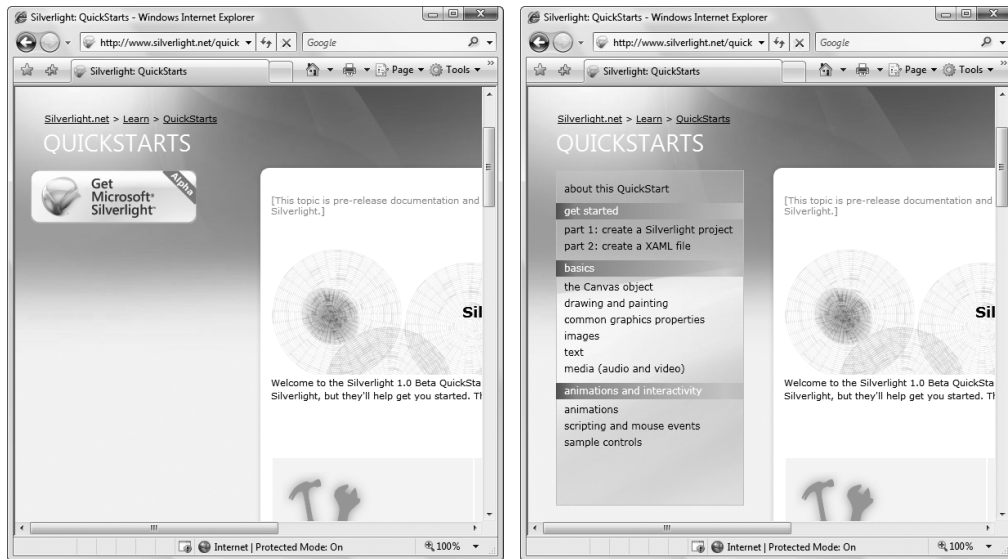 Silverlight: QuickStarts - Windows Internet Explorer
http://www.silverlight.net/quick
Google
Silverlight: QuickStarts
Page
Tools
Silverlight.net > Learn > QuickStarts
QUICKSTARTS
Get
Microsoft®
Silverlight™
Alpha
[This topic is pre-release documentation and
Silverlight.]
Sil
Welcome to the Silverlight 1.0 Beta QuickSta
Silverlight, but they'll help get you started. Th
Internet | Protected Mode: On
100%
Silverlight: QuickStarts - Windows Internet Explorer
http://www.silverlight.net/quick
Google
Silverlight: QuickStarts
Page
Tools
Silverlight.net > Learn > QuickStarts
QUICKSTARTS
about this QuickStart
get started
part 1: create a Silverlight project
part 2: create a XAML file
basics
the Canvas object
drawing and painting
common graphics properties
images
text
media (audio and video)
animations and interactivity
animations
scripting and mouse events
sample controls
[This topic is pre-release documentation and
Silverlight.]
Sil
Welcome to the Silverlight 1.0 Beta QuickSta
Silverlight, but they'll help get you started. Th
Internet | Protected Mode: On
100%